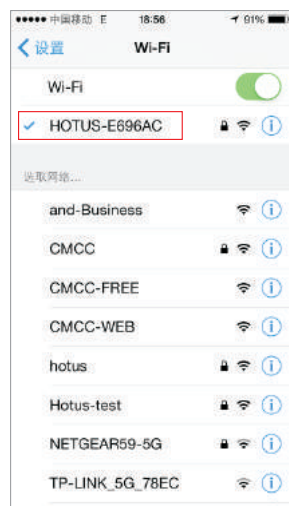 中国移动 E 18:56 91%
设置 Wi-Fi
Wi-Fi
HOTUS-E696AC
选取网络...
and-Business
CMCC
CMCC-FREE
CMCC-WEB
hotus
Hotus-test
NETGEAR59-5G
TP-LINK_5G_78EC